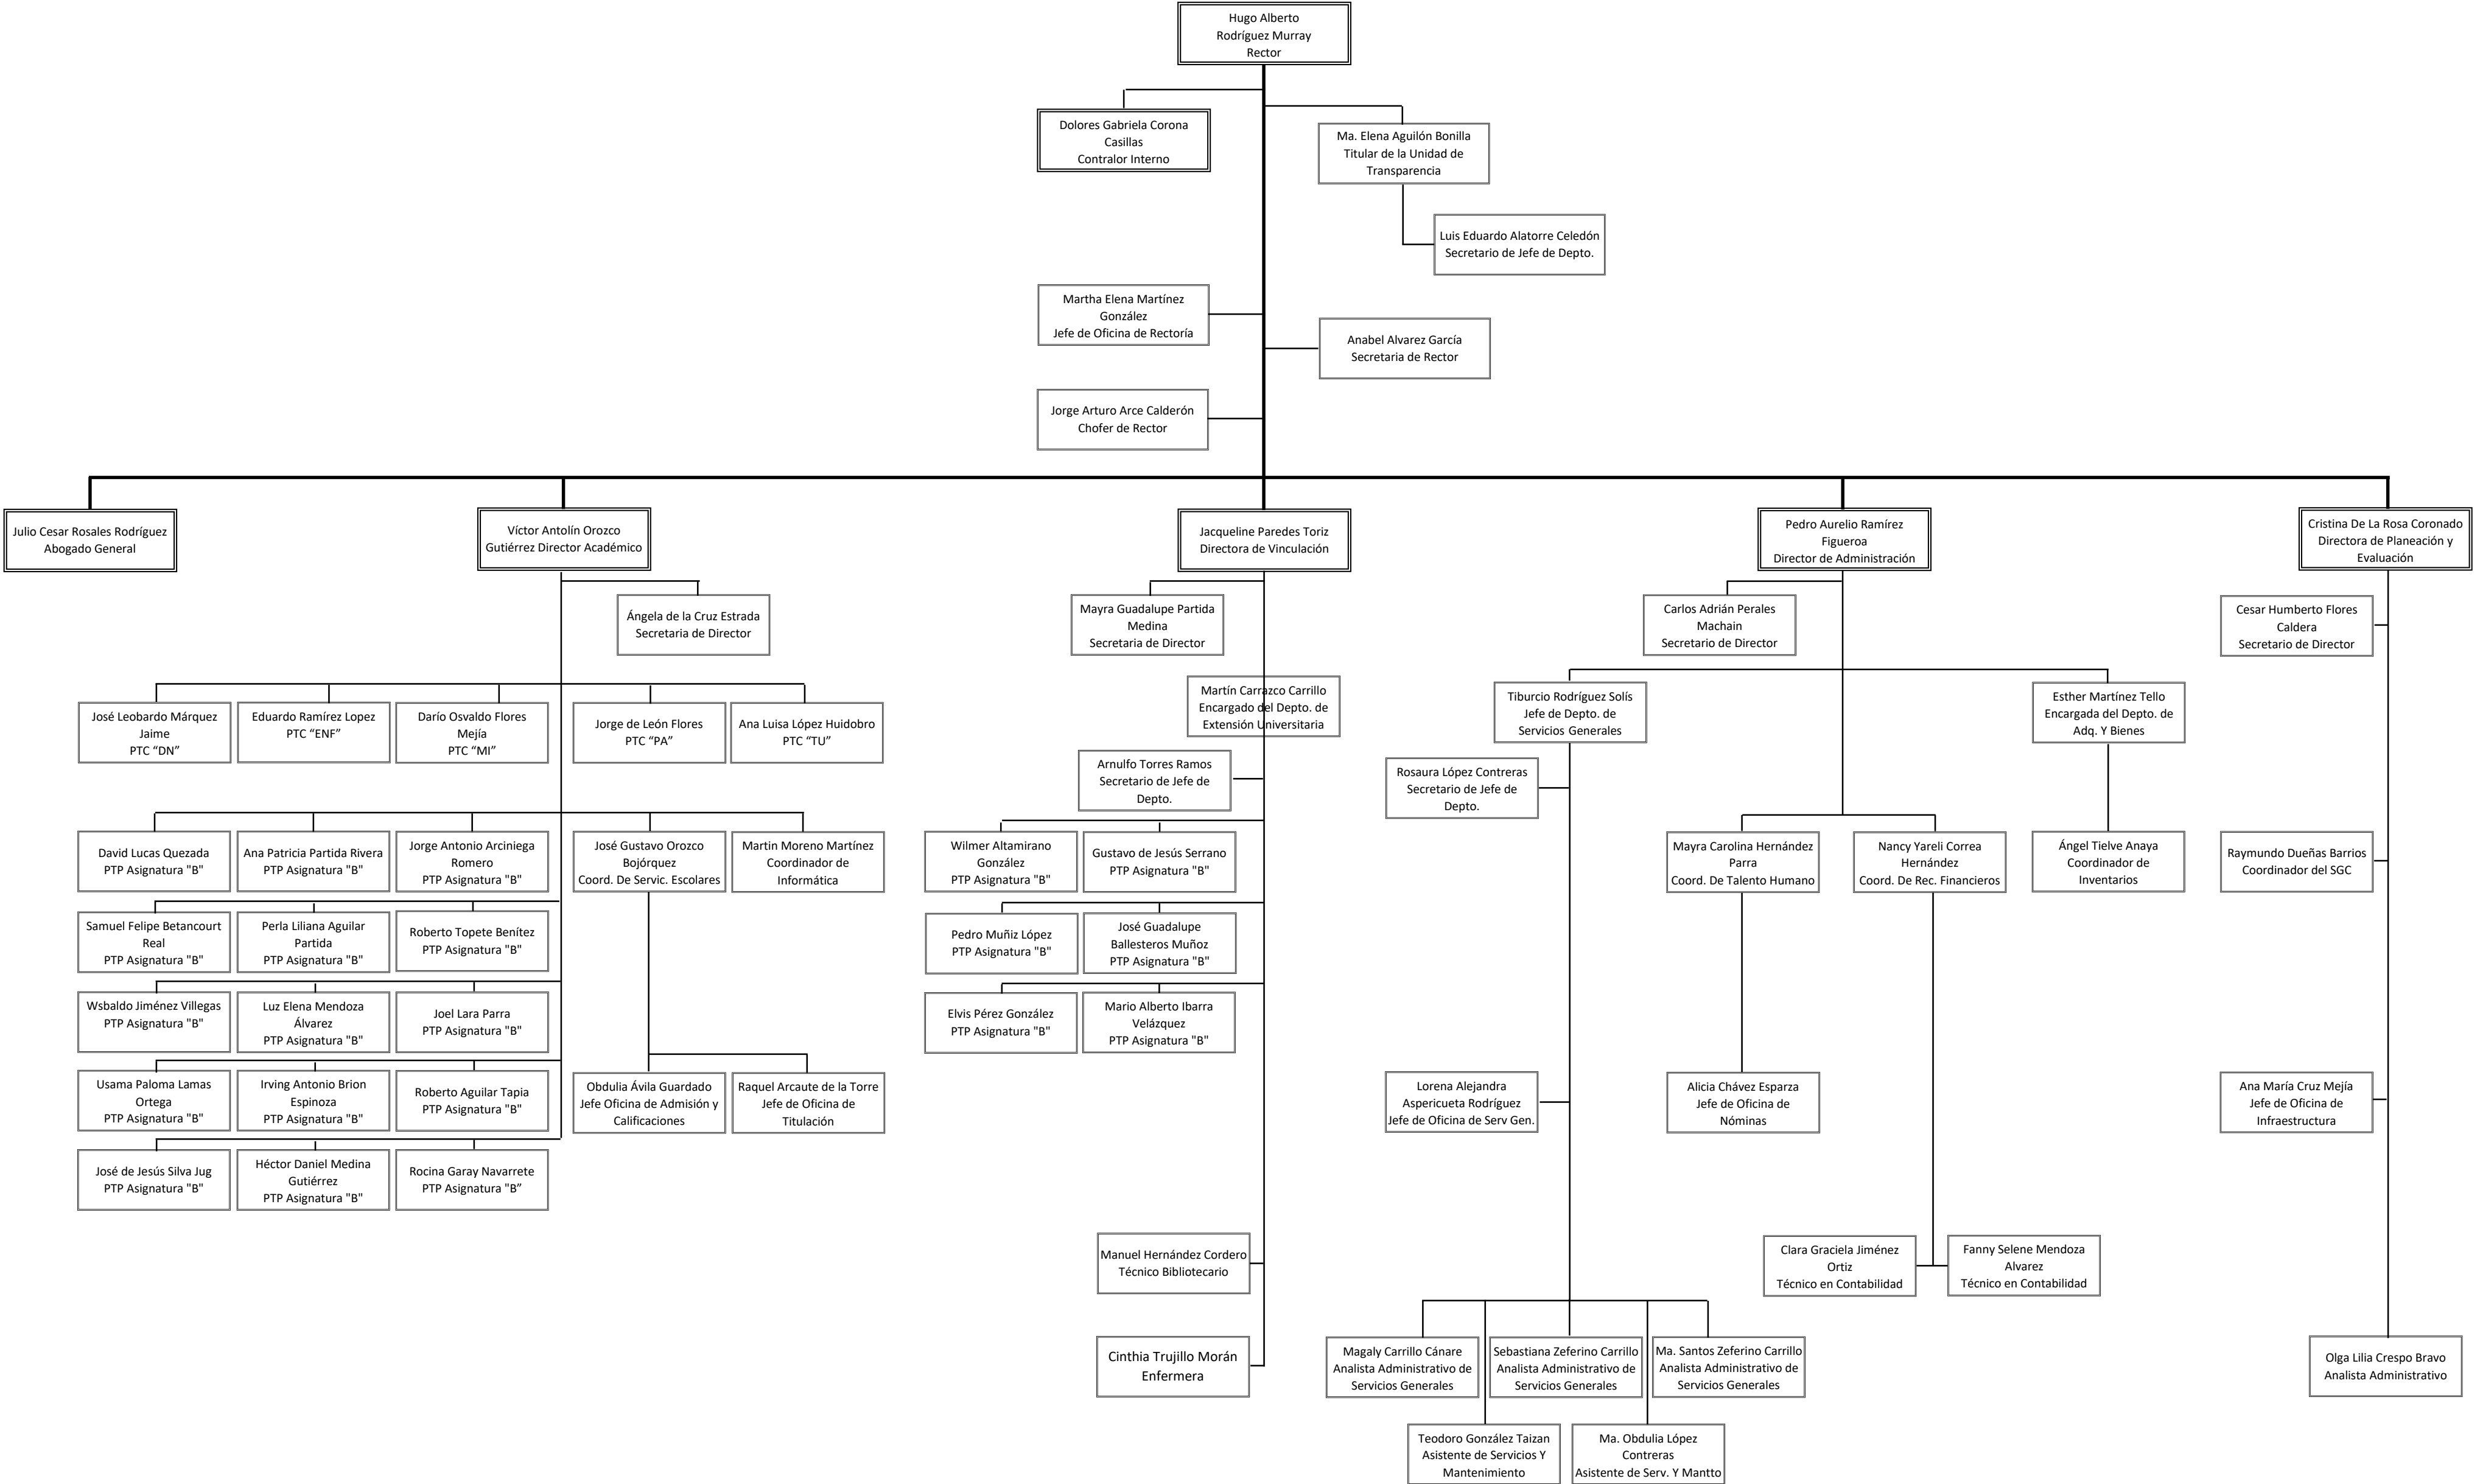 Hugo Alberto
Rodríguez Murray
Rector
Dolores Gabriela Corona
Casillas
Contralor Interno
Ma. Elena Aguilón Bonilla
Titular de la Unidad de
Transparencia
Luis Eduardo Alatorre Celedón
Secretario de Jefe de Depto.
Martha Elena Martínez
González
Jefe de Oficina de Rectoría
Anabel Alvarez García
Secretaria de Rector
Jorge Arturo Arce Calderón
Chofer de Rector
Julio Cesar Rosales Rodríguez
Abogado General
Víctor Antolín Orozco
Gutiérrez Director Académico
Jacqueline Paredes Toriz
Directora de Vinculación
Pedro Aurelio Ramírez
Figueroa
Director de Administración
Cristina De La Rosa Coronado
Directora de Planeación y
Evaluación
Ángela de la Cruz Estrada
Secretaria de Director
Mayra Guadalupe Partida
Medina
Secretaria de Director
Carlos Adrián Perales
Machain
Secretario de Director
Cesar Humberto Flores
Caldera
Secretario de Director
José Leobardo Márquez
Jaime
PTC “DN”
Eduardo Ramírez Lopez
PTC “ENF”
Darío Osvaldo Flores
Mejía
PTC “MI”
Jorge de León Flores
PTC “PA”
Ana Luisa López Huidobro
PTC “TU”
Martín Carrazco Carrillo
Encargado del Depto. de
Extensión Universitaria
Tiburcio Rodríguez Solís
Jefe de Depto. de
Servicios Generales
Esther Martínez Tello
Encargada del Depto. de
Adq. Y Bienes
Arnulfo Torres Ramos
Secretario de Jefe de
Depto.
Rosaura López Contreras
Secretario de Jefe de
Depto.
David Lucas Quezada
PTP Asignatura "B"
Ana Patricia Partida Rivera
PTP Asignatura "B"
Jorge Antonio Arciniega
Romero
PTP Asignatura "B"
José Gustavo Orozco
Bojórquez
Coord. De Servic. Escolares
Martin Moreno Martínez
Coordinador de
Informática
Wilmer Altamirano
González
PTP Asignatura "B"
Gustavo de Jesús Serrano
PTP Asignatura "B"
Mayra Carolina Hernández
Parra
Coord. De Talento Humano
Nancy Yareli Correa
Hernández
Coord. De Rec. Financieros
Ángel Tielve Anaya
Coordinador de
Inventarios
Raymundo Dueñas Barrios
Coordinador del SGC
Samuel Felipe Betancourt
Real
PTP Asignatura "B"
Perla Liliana Aguilar
Partida
PTP Asignatura "B"
Roberto Topete Benítez
PTP Asignatura "B"
Pedro Muñiz López
PTP Asignatura "B"
José Guadalupe
Ballesteros Muñoz
PTP Asignatura "B"
Wsbaldo Jiménez Villegas
PTP Asignatura "B"
Luz Elena Mendoza
Álvarez
PTP Asignatura "B"
Joel Lara Parra
PTP Asignatura "B"
Elvis Pérez González
PTP Asignatura "B"
Mario Alberto Ibarra
Velázquez
PTP Asignatura "B"
Usama Paloma Lamas
Ortega
PTP Asignatura "B"
Irving Antonio Brion
Espinoza
PTP Asignatura "B"
Roberto Aguilar Tapia
PTP Asignatura "B"
Obdulia Ávila Guardado
Jefe Oficina de Admisión y
Calificaciones
Raquel Arcaute de la Torre
Jefe de Oficina de
Titulación
Lorena Alejandra
Aspericueta Rodríguez
Jefe de Oficina de Serv Gen.
Alicia Chávez Esparza
Jefe de Oficina de
Nóminas
Ana María Cruz Mejía
Jefe de Oficina de
Infraestructura
José de Jesús Silva Jug
PTP Asignatura "B"
Héctor Daniel Medina
Gutiérrez
PTP Asignatura "B"
Rocina Garay Navarrete
PTP Asignatura "B”
Manuel Hernández Cordero
Técnico Bibliotecario
Clara Graciela Jiménez
Ortiz
Técnico en Contabilidad
Fanny Selene Mendoza
Alvarez
Técnico en Contabilidad
Cinthia Trujillo Morán
Enfermera
Magaly Carrillo Cánare
Analista Administrativo de
Servicios Generales
Sebastiana Zeferino Carrillo
Analista Administrativo de
Servicios Generales
Ma. Santos Zeferino Carrillo
Analista Administrativo de
Servicios Generales
Olga Lilia Crespo Bravo
Analista Administrativo
Teodoro González Taizan
Asistente de Servicios Y
Mantenimiento
Ma. Obdulia López
Contreras
Asistente de Serv. Y Mantto